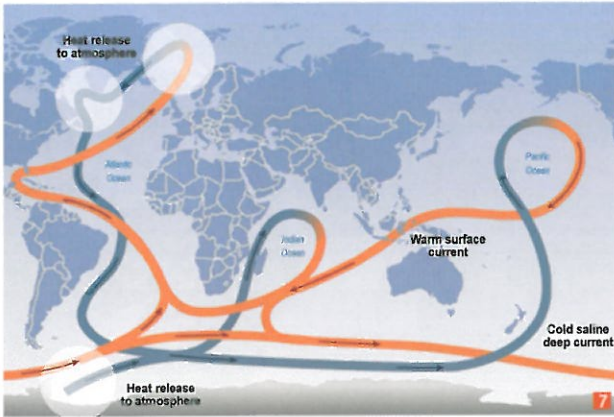 Heat release
to atmosphere
Atlantic
Ocean
Pacific
Ocean
Indian
Ocean
Warm surface
current
Cold saline
deep current
Heat release
to atmosphere
7